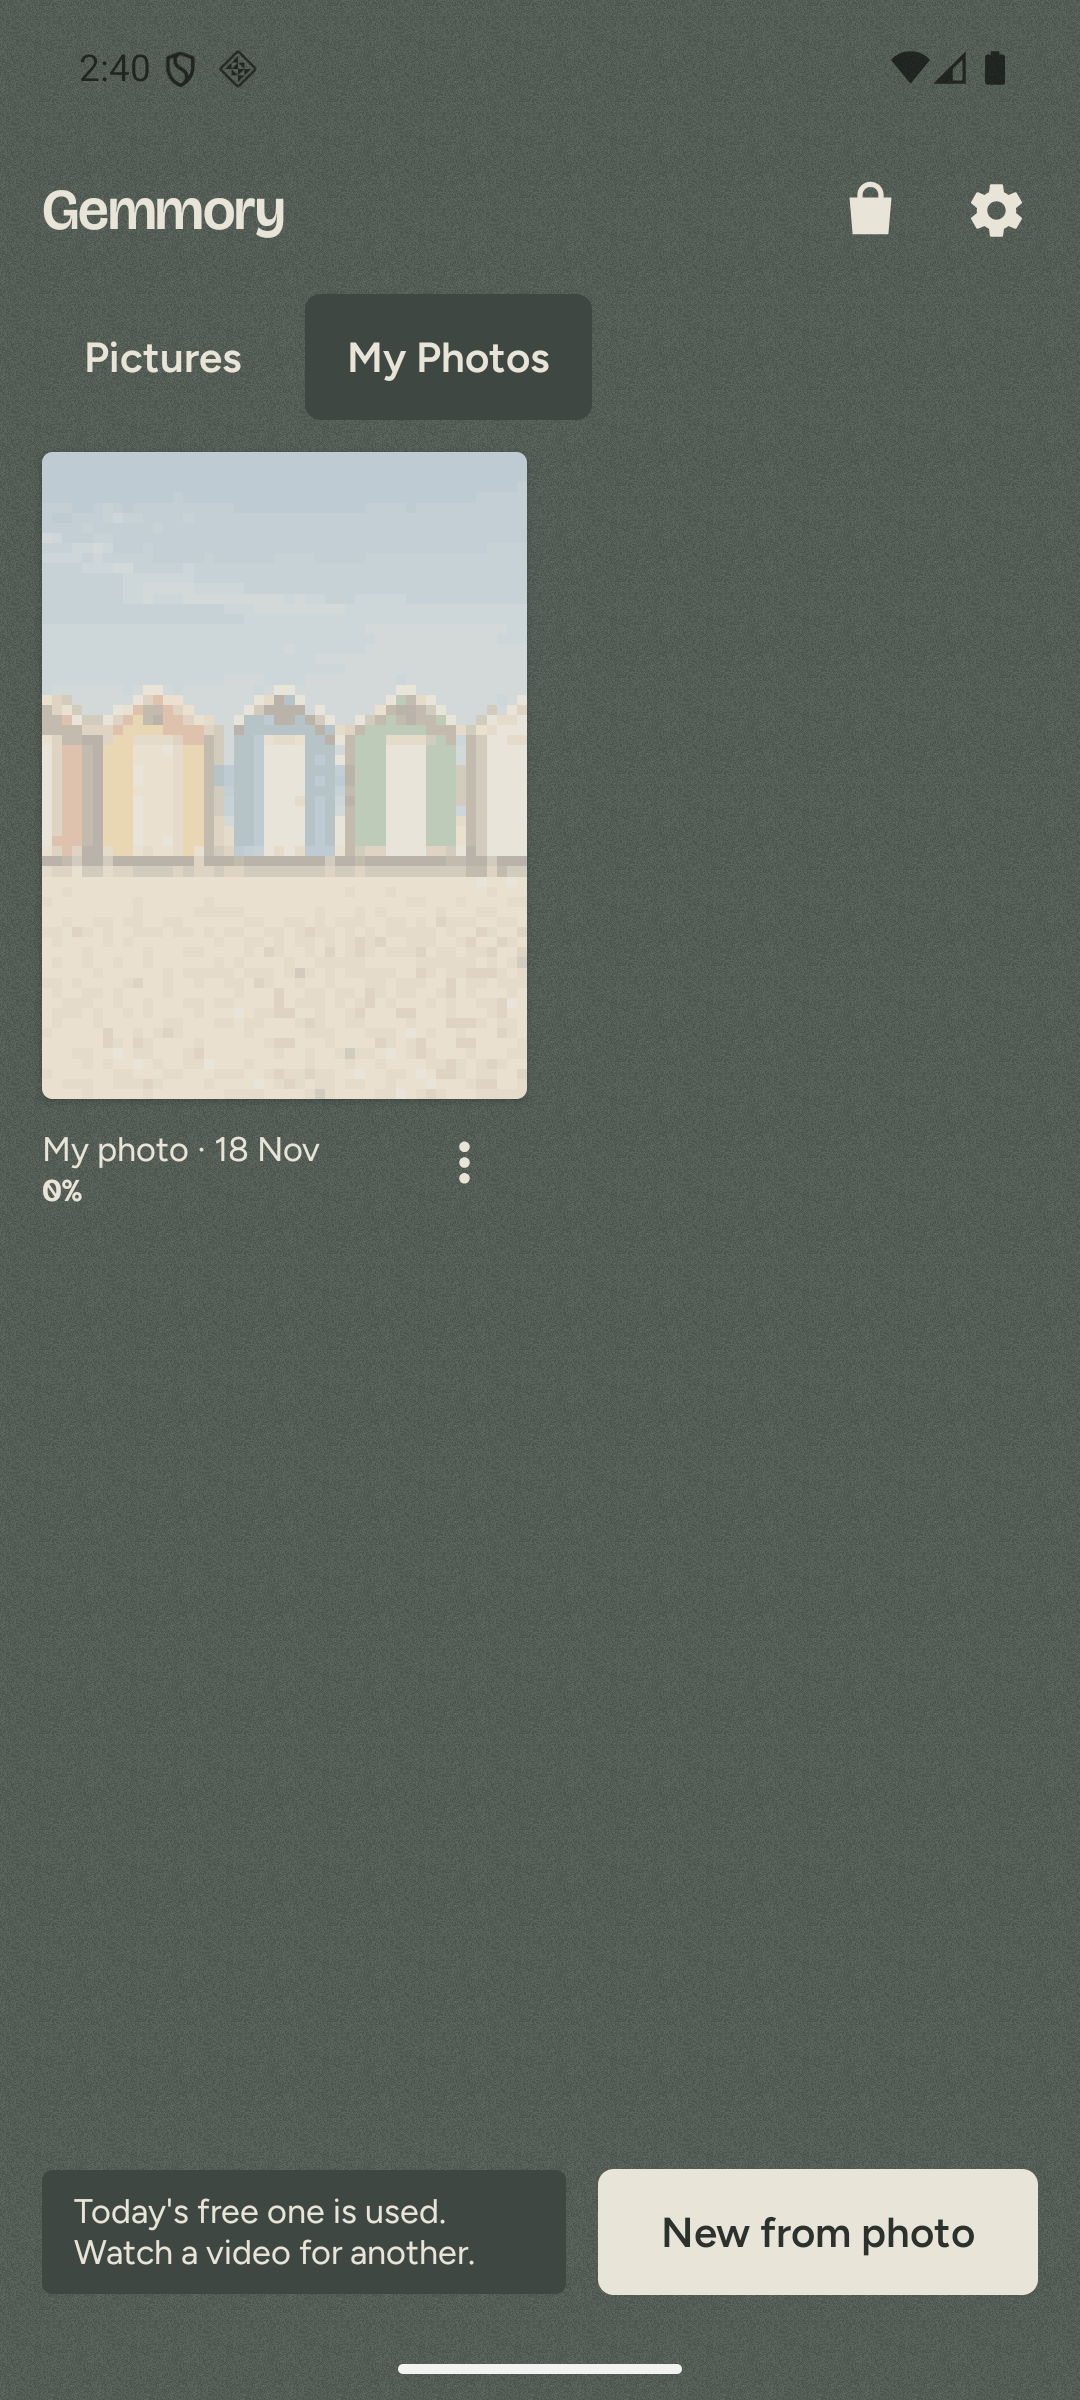 2:40
Gemmory
Pictures
My Photos
My photo · 18 Nov
0%
Today's free one is used.
Watch a video for another.
New from photo